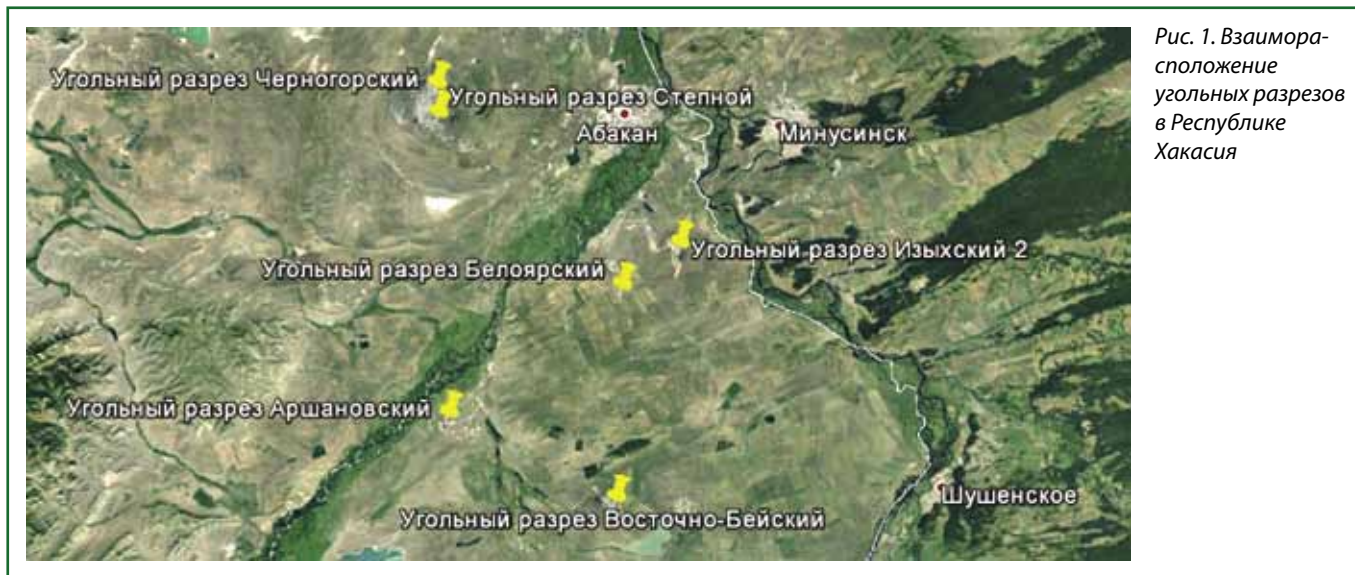 Угольный разрез Черногорский
Угольный разрез Степной
Абакан
Минусинск
Угольный разрез Изыхский 2
Угольный разрез Белоярский
Угольный разрез Аршановский
Угольный разрез Восточно-Бейский
Шушенское
Рис. 1. Взаимора-
сположение
угольных разрезов
в Республике
Хакасия